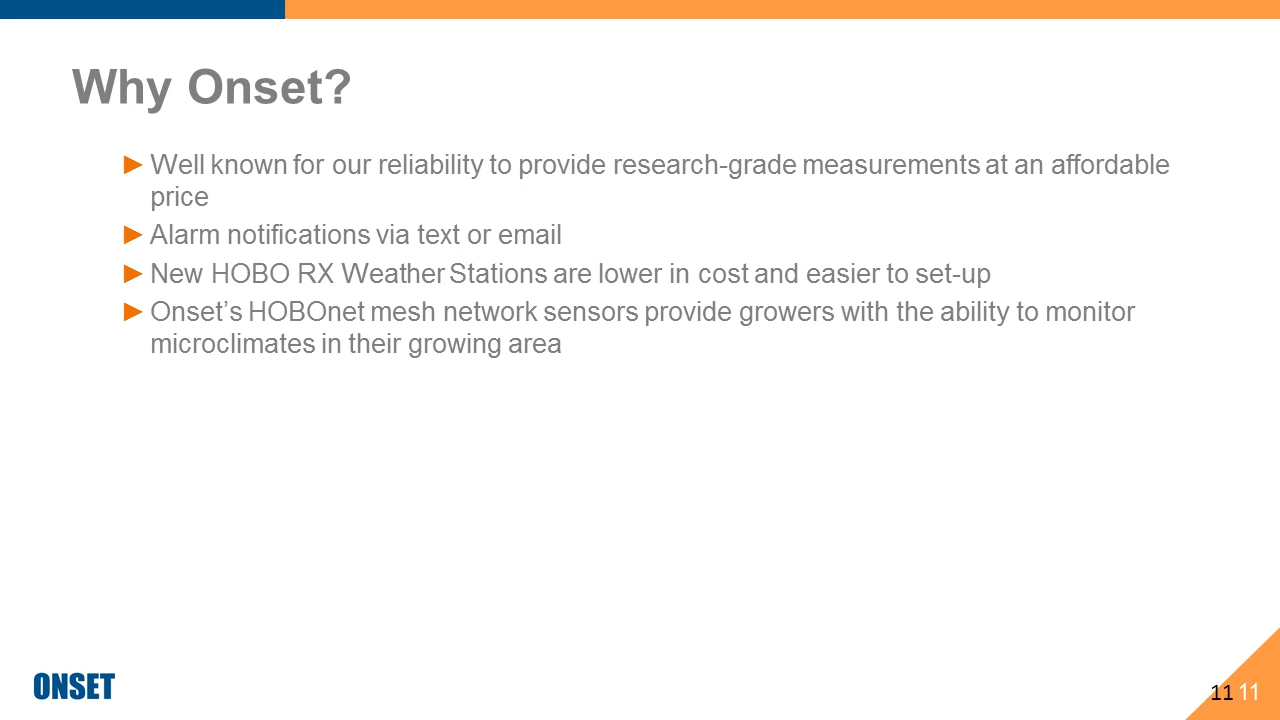 Why Onset?
►Well known for our reliability to provide research-grade measurements at an affordable
price
►Alarm notifications via text or email
►New HOBO RX Weather Stations are lower in cost and easier to set-up
►Onset’s HOBOnet mesh network sensors provide growers with the ability to monitor
microclimates in their growing area
ONSET
11 11